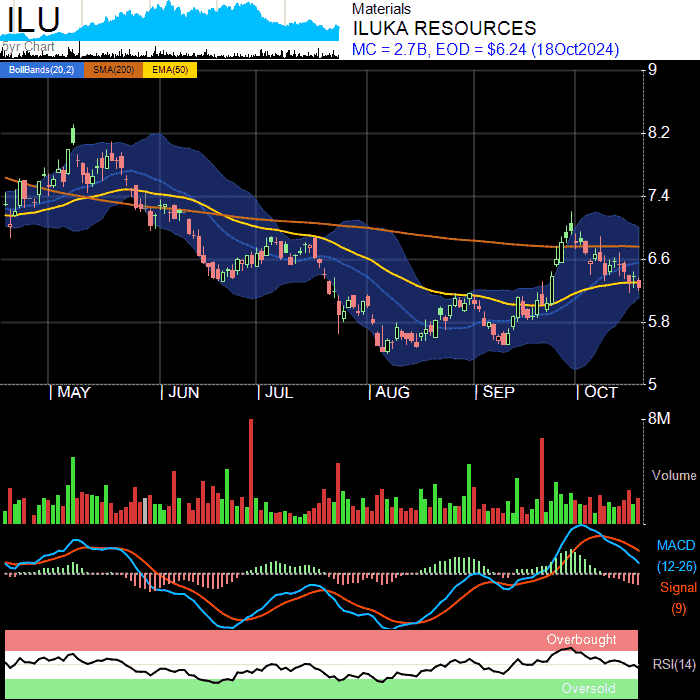 ILU
5yr Chart
Materials
ILUKA RESOURCES
MC = 2.7B, EOD = $6.24 (18Oct2024)
BollBands(20,2) SMA(200) EMA(50)
9
8.2
7.4
6.6
5.8
5
MAY JUN JUL AUG SEP OCT
8M
Volume
MACD
(12-26)
Signal
(9)
Overbought
RSI(14)
Oversold